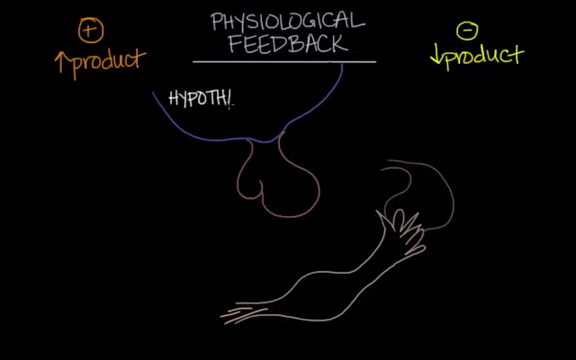 +
↑product
PHYSIOLOGICAL
FEEDBACK
-
↓product
HYPOTH